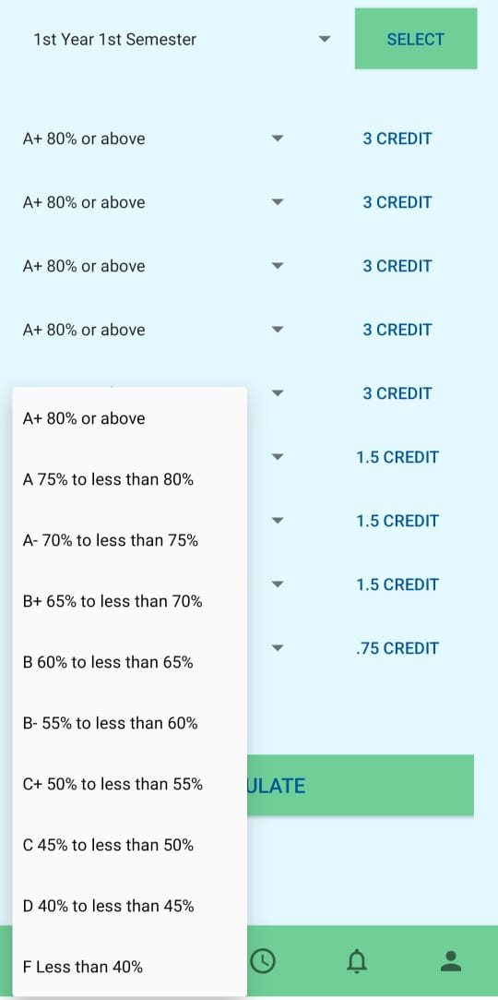 1st Year 1st Semester
SELECT
A+ 80% or above
3 CREDIT
A+ 80% or above
3 CREDIT
A+ 80% or above
3 CREDIT
A+ 80% or above
3 CREDIT
3 CREDIT
1.5 CREDIT
1.5 CREDIT
1.5 CREDIT
.75 CREDIT
A+ 80% or above
A 75% to less than 80%
A- 70% to less than 75%
B+ 65% to less than 70%
B 60% to less than 65%
B- 55% to less than 60%
C+ 50% to less than 55%
C 45% to less than 50%
D 40% to less than 45%
F Less than 40%
ULATE